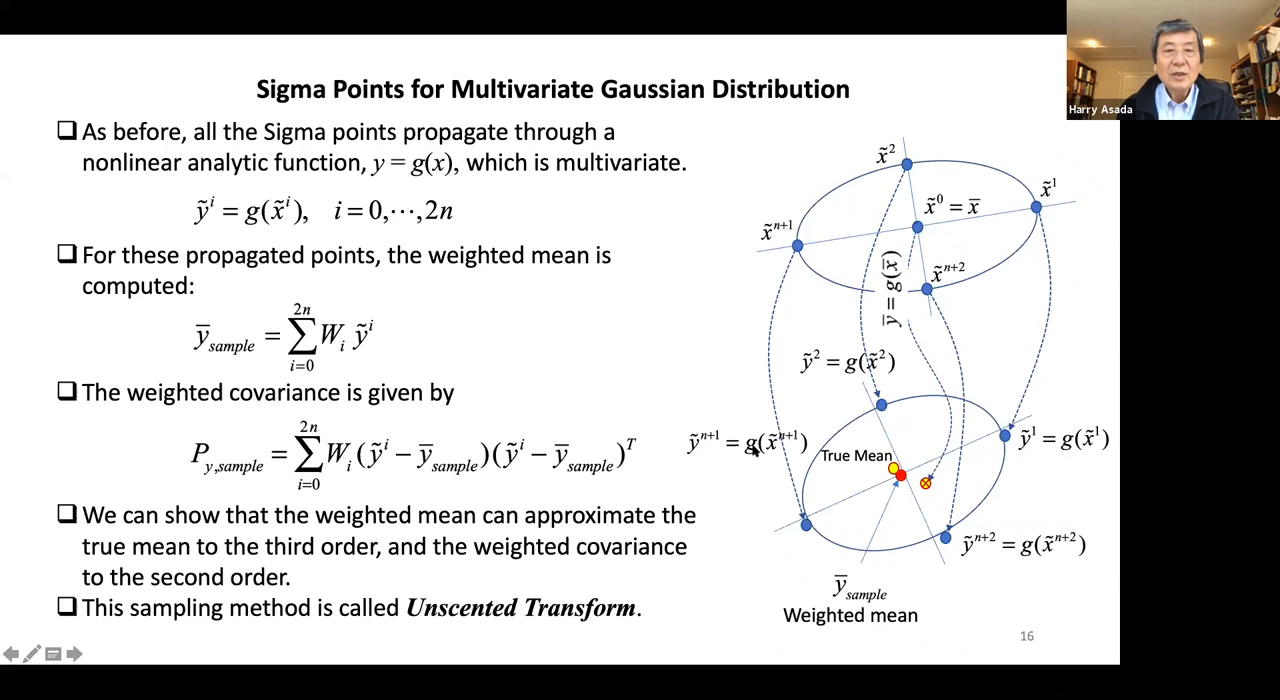 Harry Asada
Sigma Points for Multivariate Gaussian Distribution
❑ As before, all the Sigma points propagate through a
nonlinear analytic function, y = g(x), which is multivariate.
ỹ^i = g(x̃^i), i = 0,⋯,2n
❑ For these propagated points, the weighted mean is
computed:
ȳ_sample = ∑_{i=0}^{2n} W_i ỹ^i
❑ The weighted covariance is given by
P_{y,sample} = ∑_{i=0}^{2n} W_i (ỹ^i − ȳ_sample)(ỹ^i − ȳ_sample)^T
❑ We can show that the weighted mean can approximate the
true mean to the third order, and the weighted covariance
to the second order.
❑ This sampling method is called Unscented Transform.
x̃^2
x̃^1
x̃^0 = x̄
x̃^{n+1}
x̃^{n+2}
ȳ = g(x̄)
ỹ^2 = g(x̃^2)
ỹ^{n+1} = g(x̃^{n+1})
ỹ^1 = g(x̃^1)
True Mean
ỹ^{n+2} = g(x̃^{n+2})
ȳ_sample
Weighted mean
16